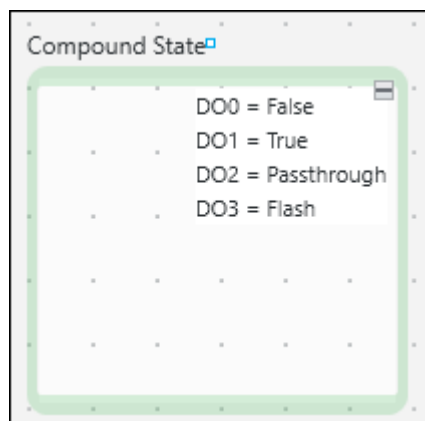 Compound State
DO0 = False
DO1 = True
DO2 = Passthrough
DO3 = Flash